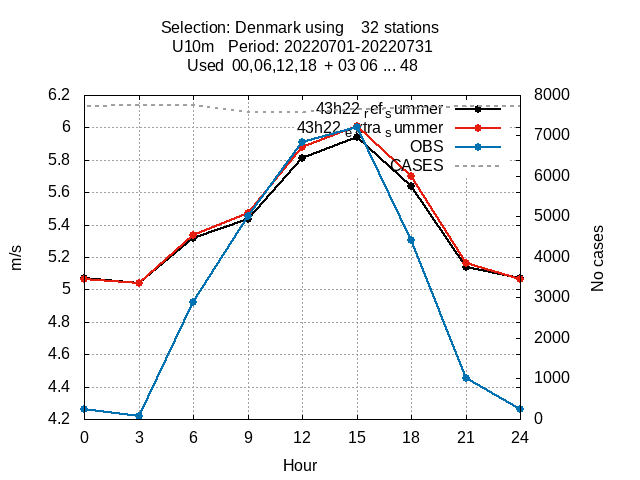 Selection: Denmark using    32 stations
U10m   Period: 20220701-20220731
Used  00,06,12,18  + 03 06 ... 48
6.2
6
5.8
5.6
5.4
5.2
5
4.8
4.6
4.4
4.2
m/s
8000
7000
6000
5000
4000
3000
2000
1000
0
No cases
43h22_ref_summer
43h22_extra_summer
OBS
CASES
0 3 6 9 12 15 18 21 24
Hour